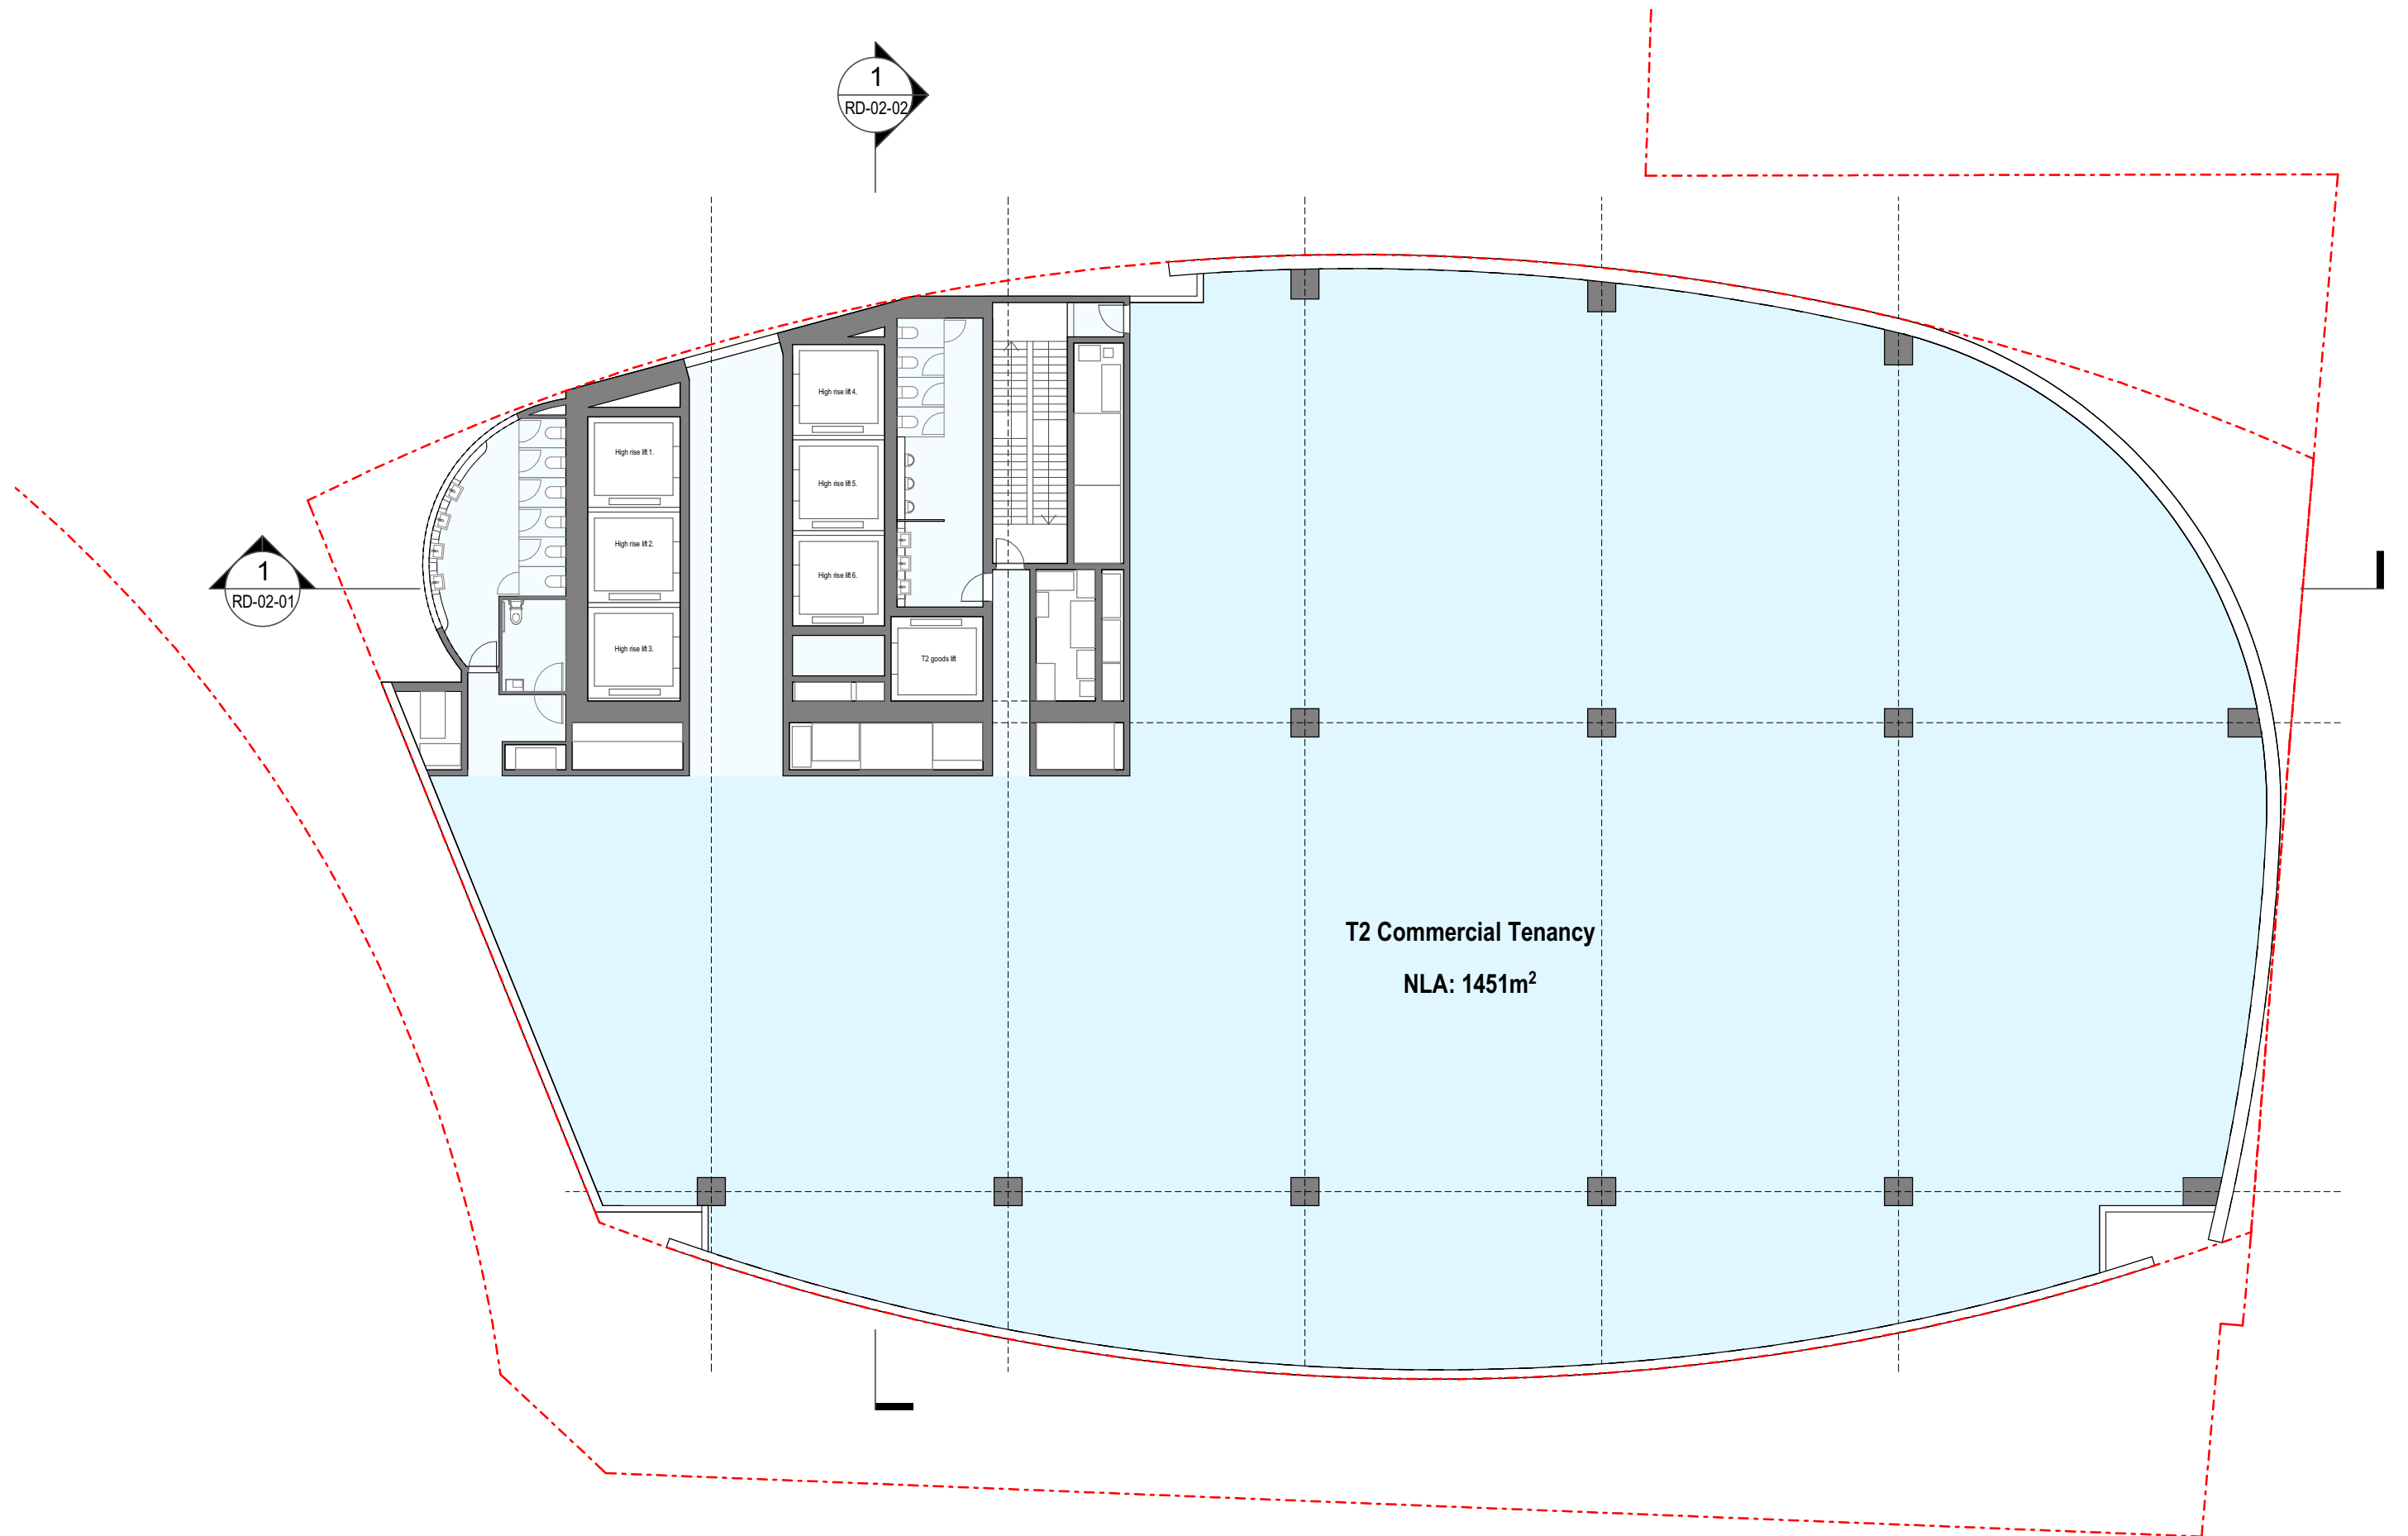 1
RD-02-02
High rise lift 4.
High rise lift 1.
High rise lift 5.
High rise lift 2.
High rise lift 6.
1
RD-02-01
High rise lift 3.
T2 goods lift
T2 Commercial Tenancy
NLA: 1451m²